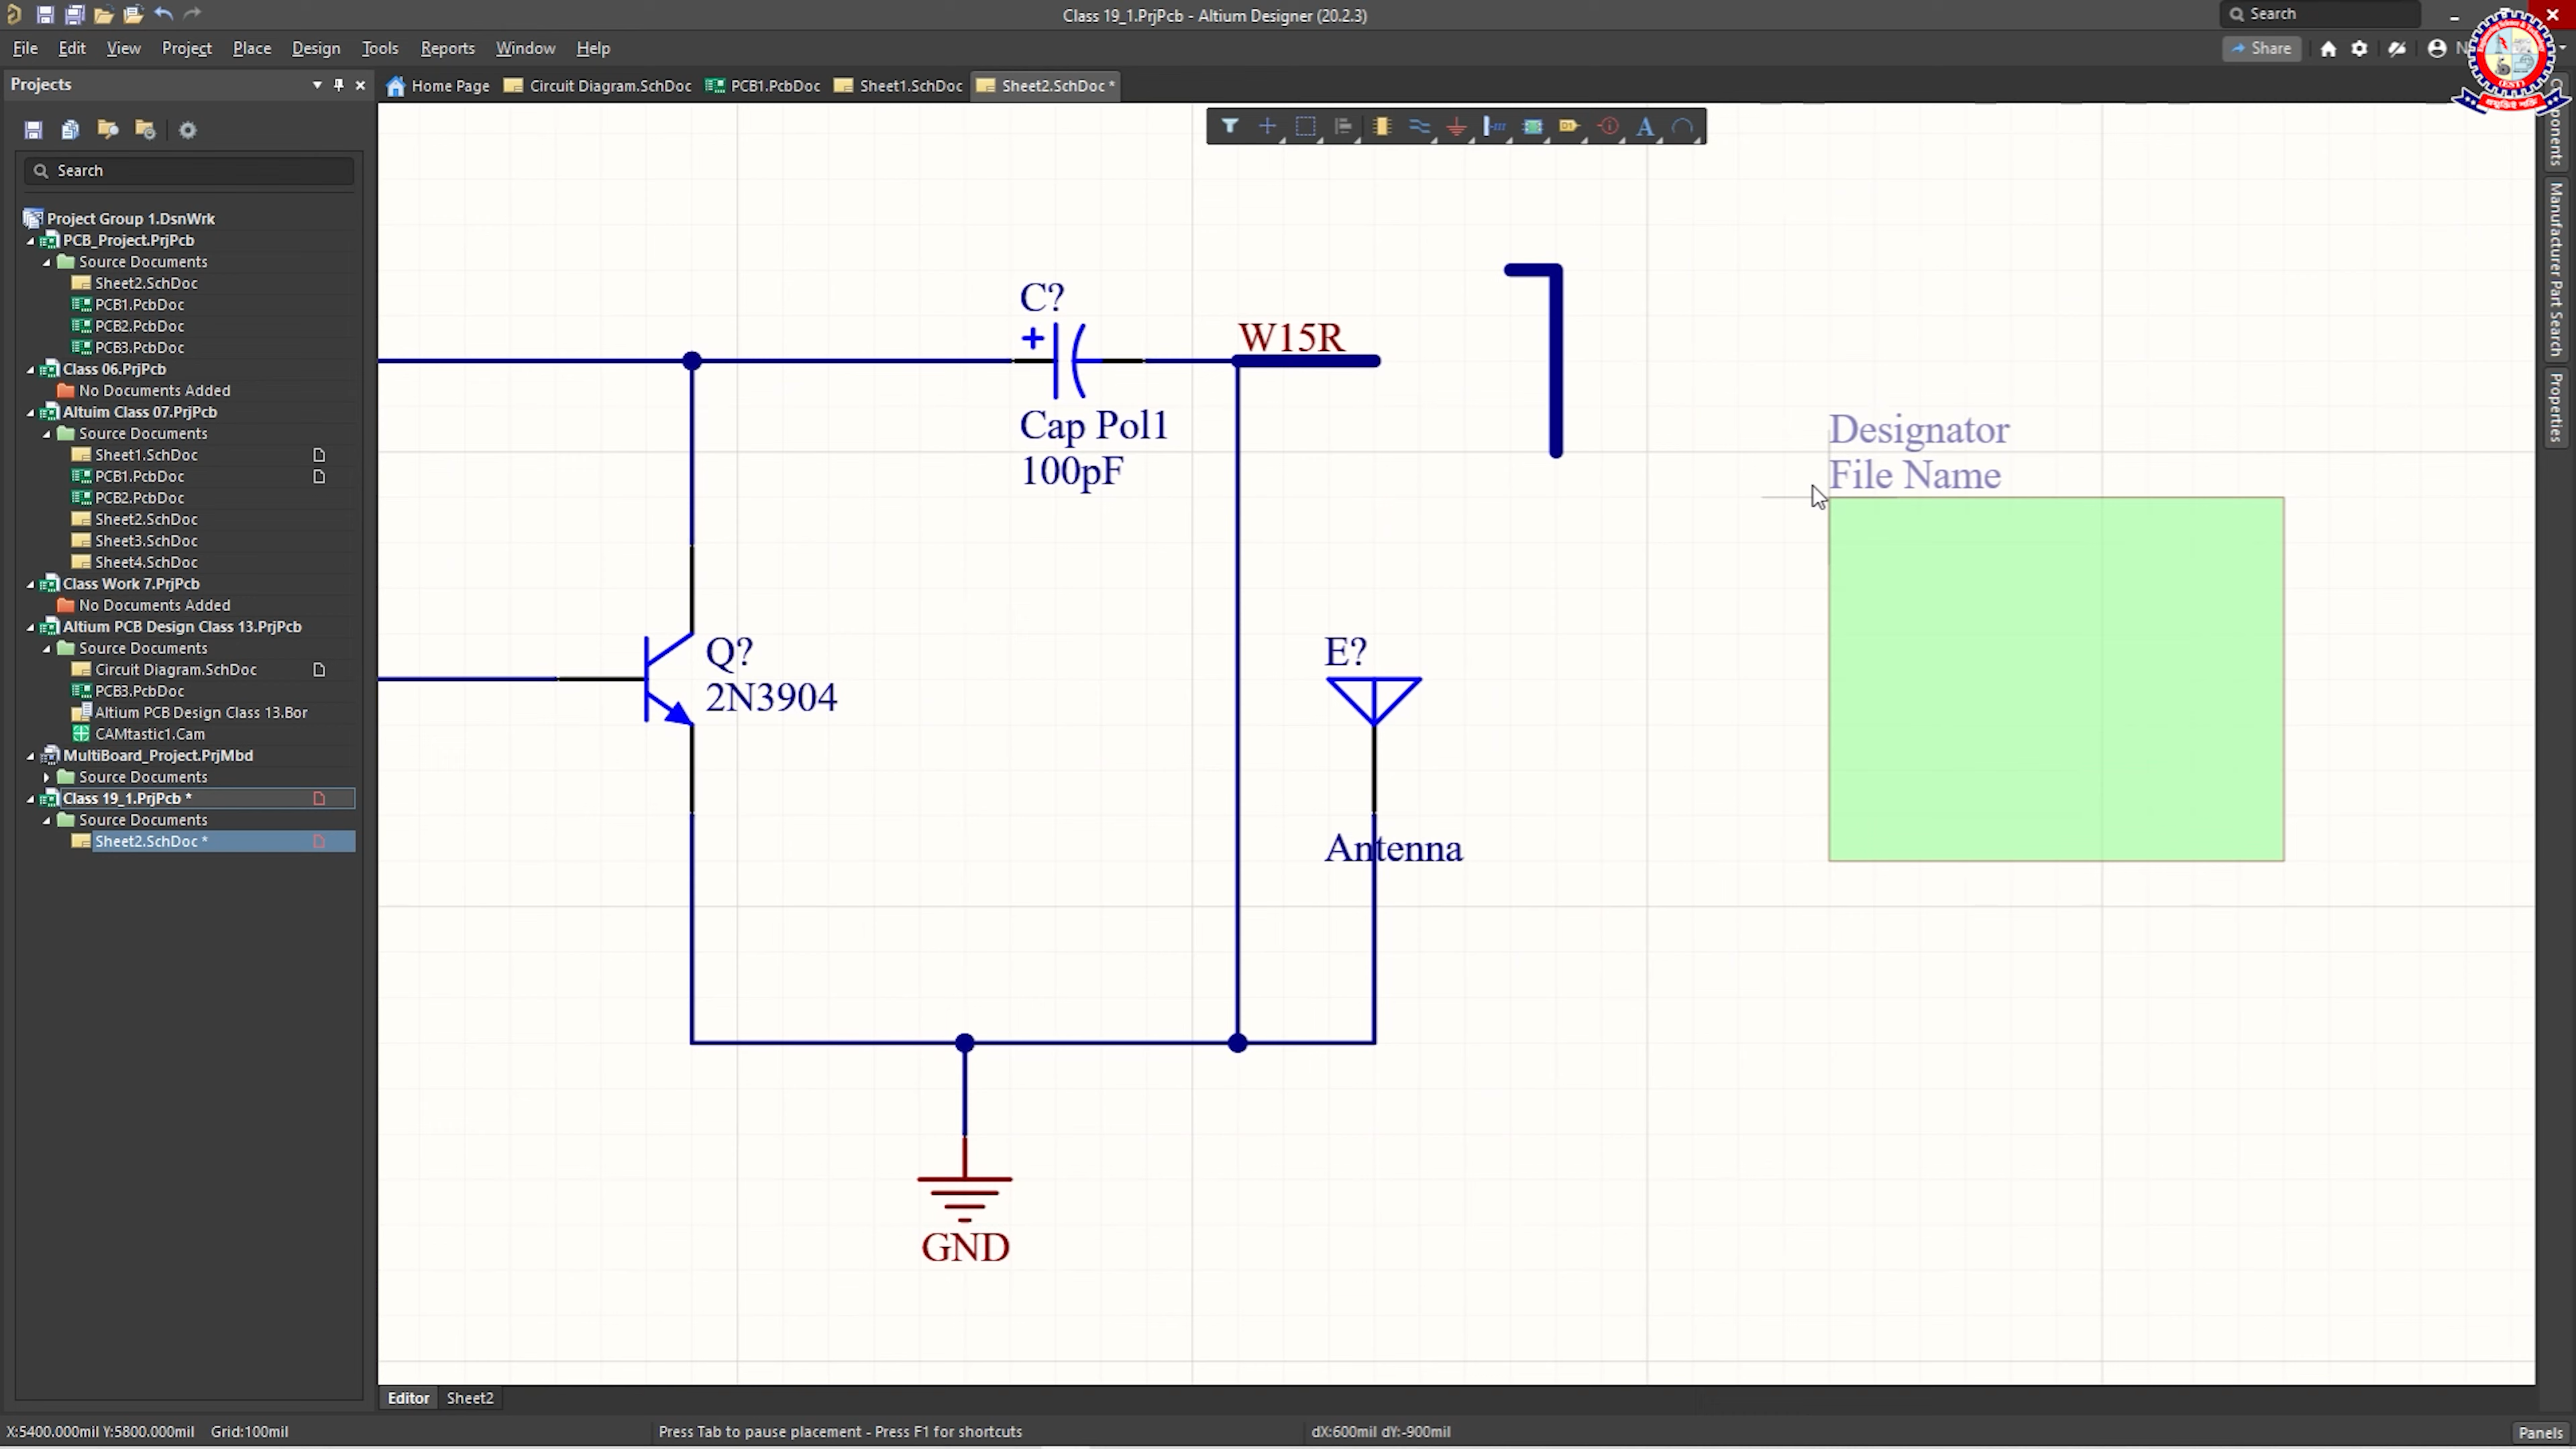 Class 19_1.PrjPcb - Altium Designer (20.2.3)
Search
File Edit View Project Place Design Tools Reports Window Help
Share
Projects
Home Page Circuit Diagram.SchDoc PCB1.PcbDoc Sheet1.SchDoc Sheet2.SchDoc *
Search
Project Group 1.DsnWrk
PCB_Project.PrjPcb
Source Documents
Sheet2.SchDoc
PCB1.PcbDoc
PCB2.PcbDoc
PCB3.PcbDoc
Class 06.PrjPcb
No Documents Added
Altuim Class 07.PrjPcb
Source Documents
Sheet1.SchDoc
PCB1.PcbDoc
PCB2.PcbDoc
Sheet2.SchDoc
Sheet3.SchDoc
Sheet4.SchDoc
Class Work 7.PrjPcb
No Documents Added
Altium PCB Design Class 13.PrjPcb
Source Documents
Circuit Diagram.SchDoc
PCB3.PcbDoc
Altium PCB Design Class 13.Bor
CAMtastic1.Cam
MultiBoard_Project.PrjMbd
Source Documents
Class 19_1.PrjPcb *
Source Documents
Sheet2.SchDoc *
C?
+
Cap Pol1
100pF
W15R
Designator
File Name
Q?
2N3904
E?
Antenna
GND
Manufacturer Part Search
Properties
Editor Sheet2
X:5400.000mil Y:5800.000mil Grid:100mil
Press Tab to pause placement - Press F1 for shortcuts
dX:600mil dY:-900mil
Panels